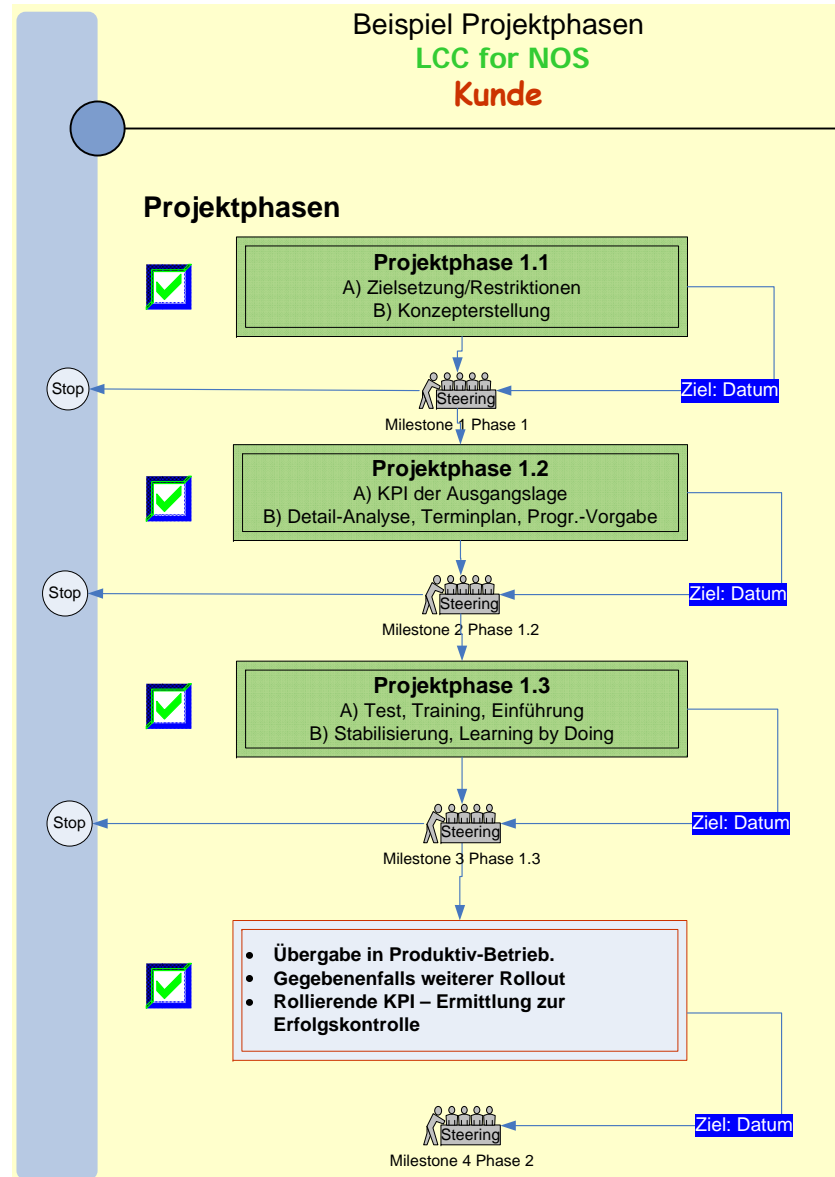 Beispiel Projektphasen
LCC for NOS
Kunde
Projektphasen
Projektphase 1.1
A) Zielsetzung/Restriktionen
B) Konzepterstellung
Stop
Steering
Ziel: Datum
Milestone 1 Phase 1
Projektphase 1.2
A) KPI der Ausgangslage
B) Detail-Analyse, Terminplan, Progr.-Vorgabe
Stop
Steering
Ziel: Datum
Milestone 2 Phase 1.2
Projektphase 1.3
A) Test, Training, Einführung
B) Stabilisierung, Learning by Doing
Stop
Steering
Ziel: Datum
Milestone 3 Phase 1.3
• Übergabe in Produktiv-Betrieb.
• Gegebenenfalls weiterer Rollout
• Rollierende KPI – Ermittlung zur
Erfolgskontrolle
Steering
Ziel: Datum
Milestone 4 Phase 2